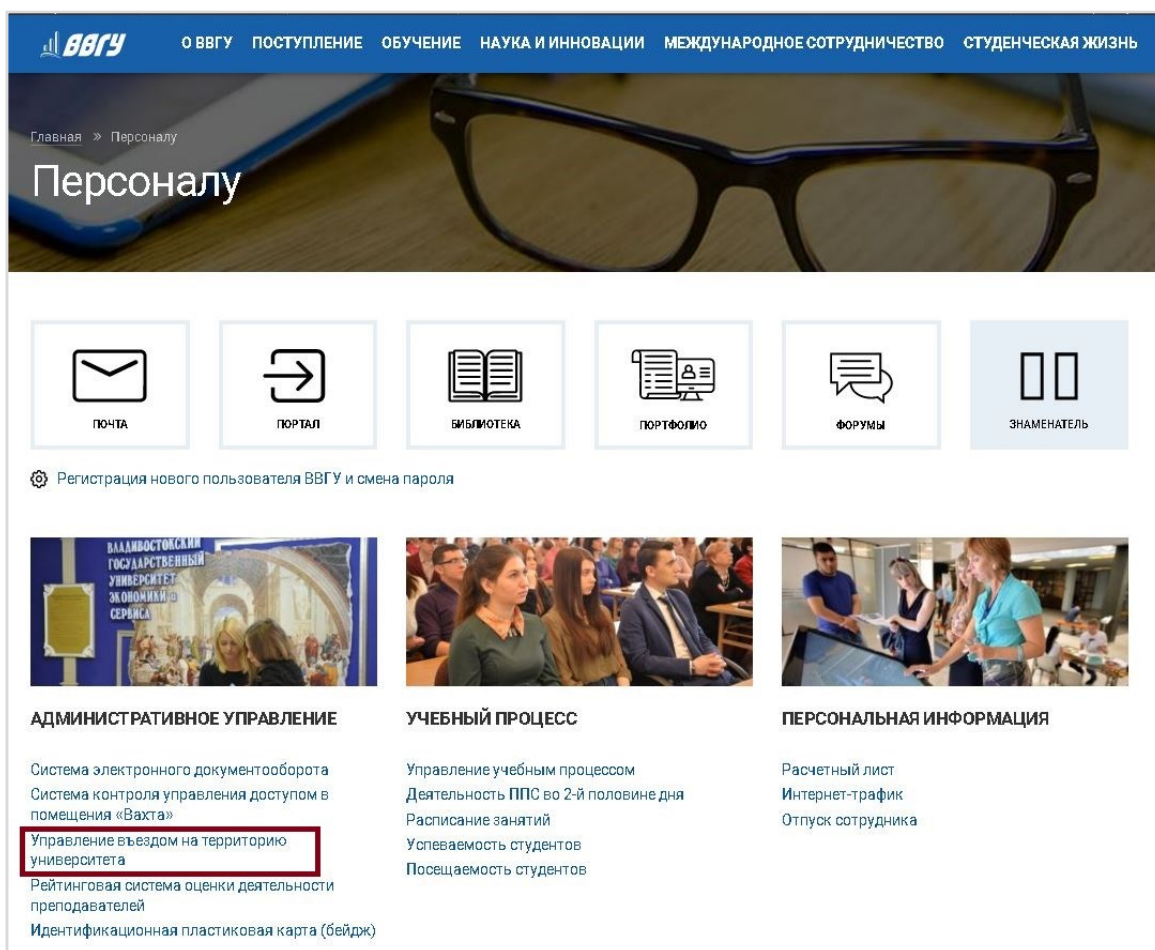 ВВГУ О ВВГУ ПОСТУПЛЕНИЕ ОБУЧЕНИЕ НАУКА И ИННОВАЦИИ МЕЖДУНАРОДНОЕ СОТРУДНИЧЕСТВО СТУДЕНЧЕСКАЯ ЖИЗНЬ
Главная » Персоналу
Персоналу
ПОЧТА ПОРТАЛ БИБЛИОТЕКА ПОРТФОЛИО ФОРУМЫ ЗНАМЕНАТЕЛЬ
Регистрация нового пользователя ВВГУ и смена пароля
ВЛАДИВОСТОКСКИЙ
ГОСУДАРСТВЕННЫЙ
УНИВЕРСИТЕТ
ЭКОНОМИКИ и
СЕРВИСА
АДМИНИСТРАТИВНОЕ УПРАВЛЕНИЕ
Система электронного документооборота
Система контроля управления доступом в
помещения «Вахта»
Управление въездом на территорию
университета
Рейтинговая система оценки деятельности
преподавателей
Идентификационная пластиковая карта (бейдж)
УЧЕБНЫЙ ПРОЦЕСС
Управление учебным процессом
Деятельность ППС во 2-й половине дня
Расписание занятий
Успеваемость студентов
Посещаемость студентов
ПЕРСОНАЛЬНАЯ ИНФОРМАЦИЯ
Расчетный лист
Интернет-трафик
Отпуск сотрудника